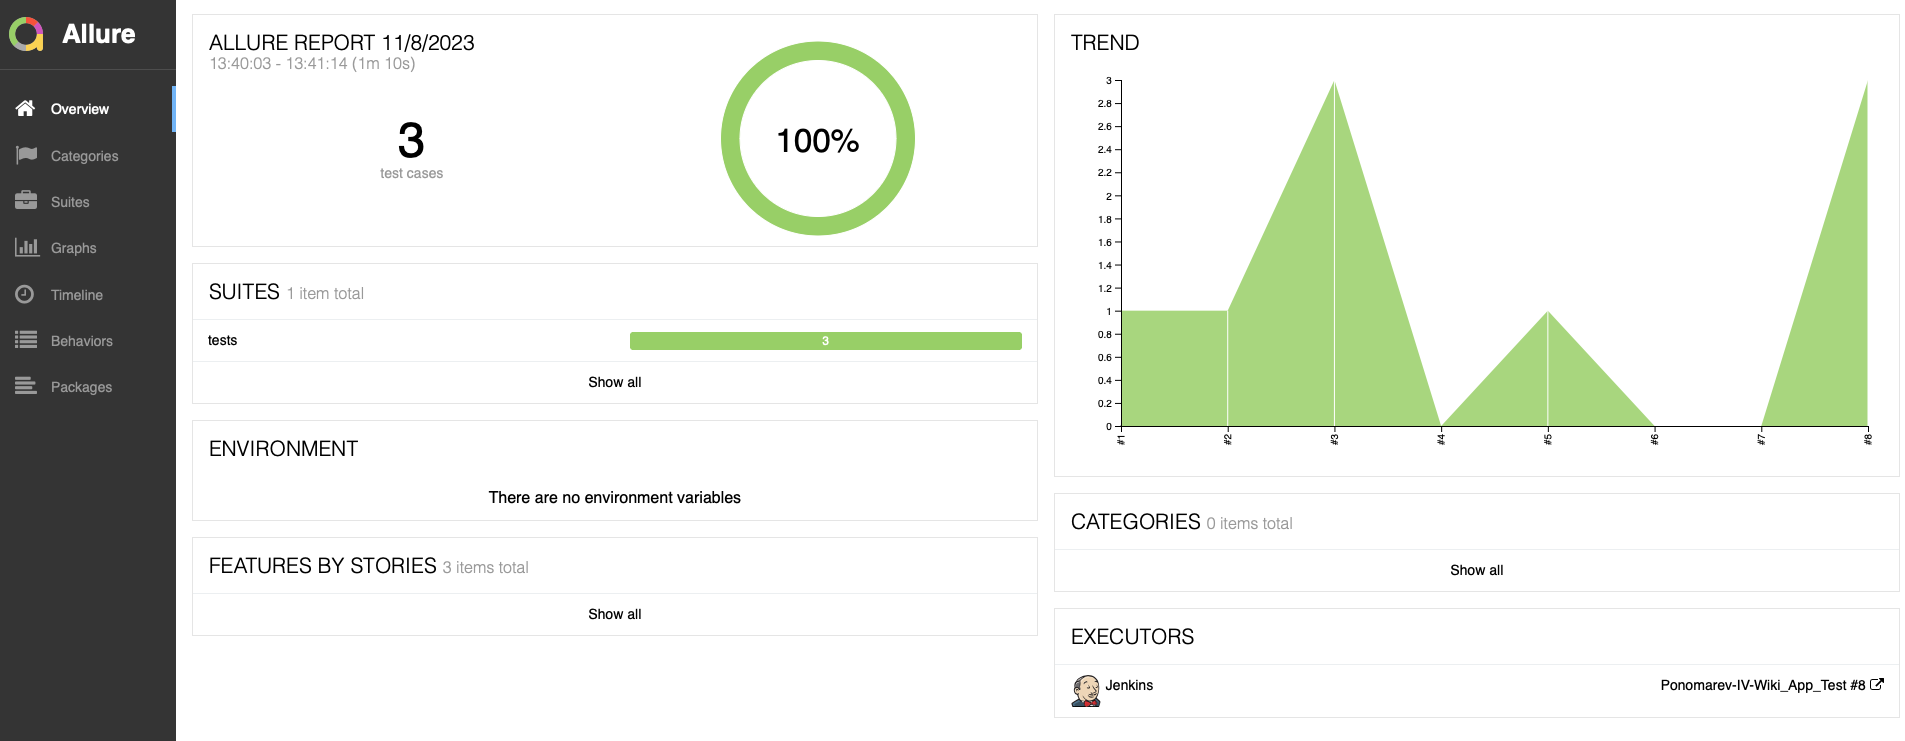 Allure
Overview
Categories
Suites
Graphs
Timeline
Behaviors
Packages
ALLURE REPORT 11/8/2023
13:40:03 - 13:41:14 (1m 10s)
3
test cases
100%
SUITES 1 item total
tests 3
Show all
ENVIRONMENT
There are no environment variables
FEATURES BY STORIES 3 items total
Show all
TREND
3
2.8
2.6
2.4
2.2
2
1.8
1.6
1.4
1.2
1
0.8
0.6
0.4
0.2
0
#1 #2 #3 #4 #5 #6 #7 #8
CATEGORIES 0 items total
Show all
EXECUTORS
Jenkins Ponomarev-IV-Wiki_App_Test #8